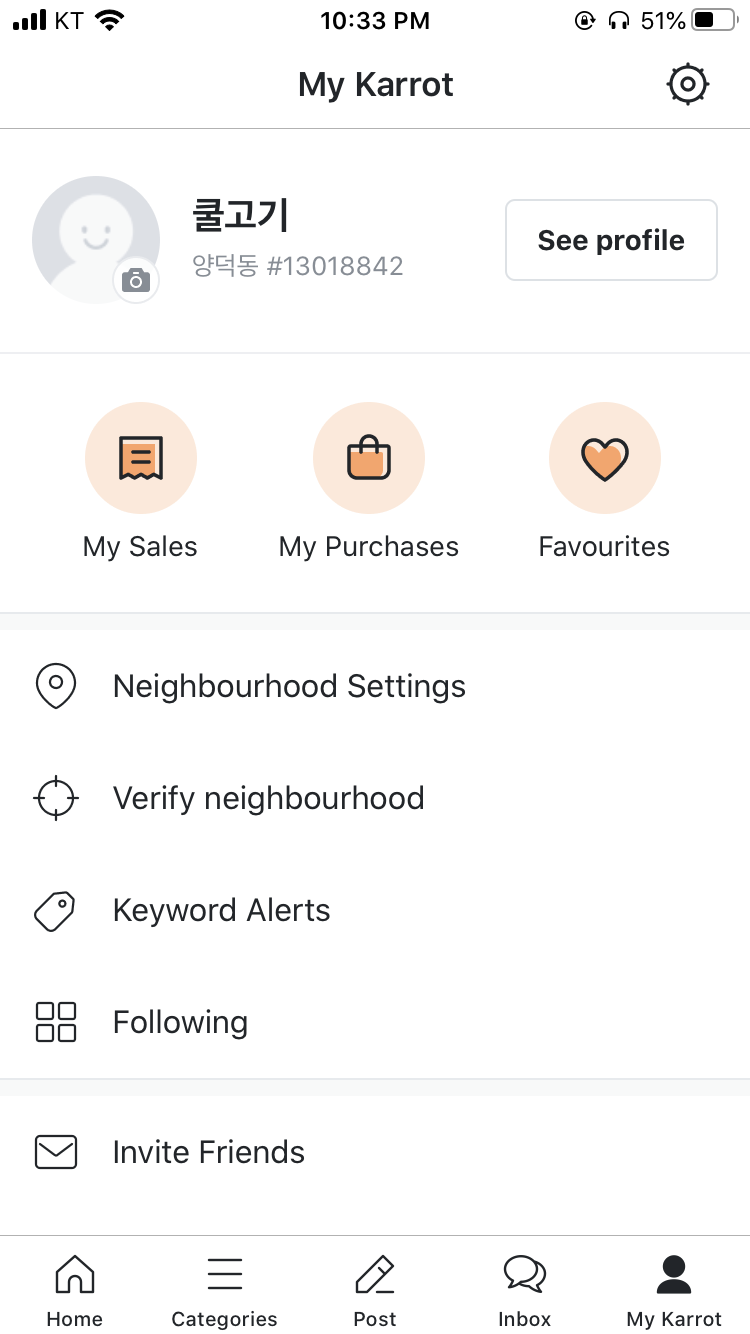 KT 10:33 PM 51%
My Karrot
쿨고기
양덕동 #13018842
See profile
My Sales
My Purchases
Favourites
Neighbourhood Settings
Verify neighbourhood
Keyword Alerts
Following
Invite Friends
Home
Categories
Post
Inbox
My Karrot